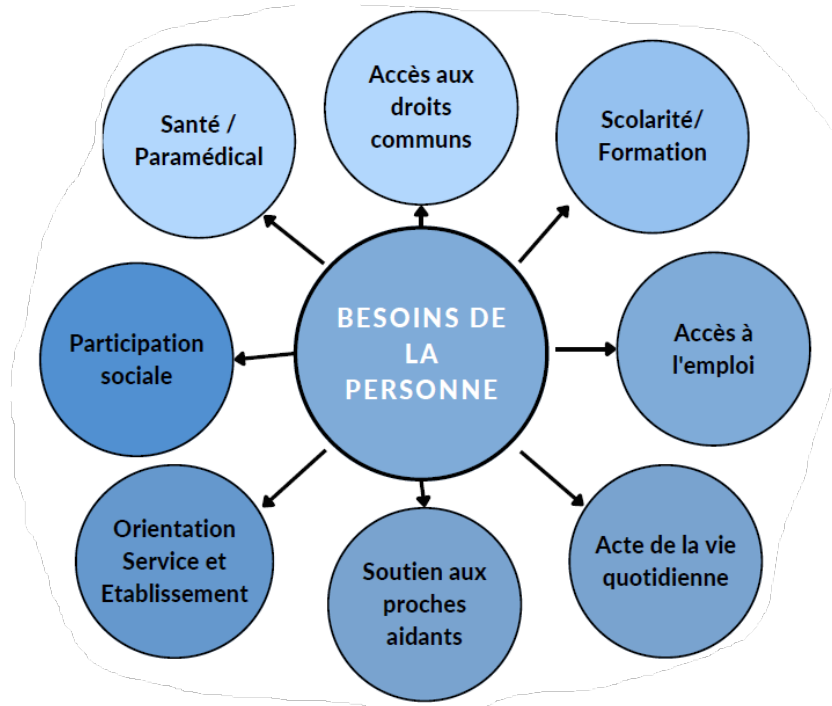 Accès aux
droits
communs
Scolarité/
Formation
Accès à
l'emploi
Acte de la vie
quotidienne
Soutien aux
proches
aidants
Orientation
Service et
Etablissement
Participation
sociale
Santé /
Paramédical
BESOINS DE
LA
PERSONNE